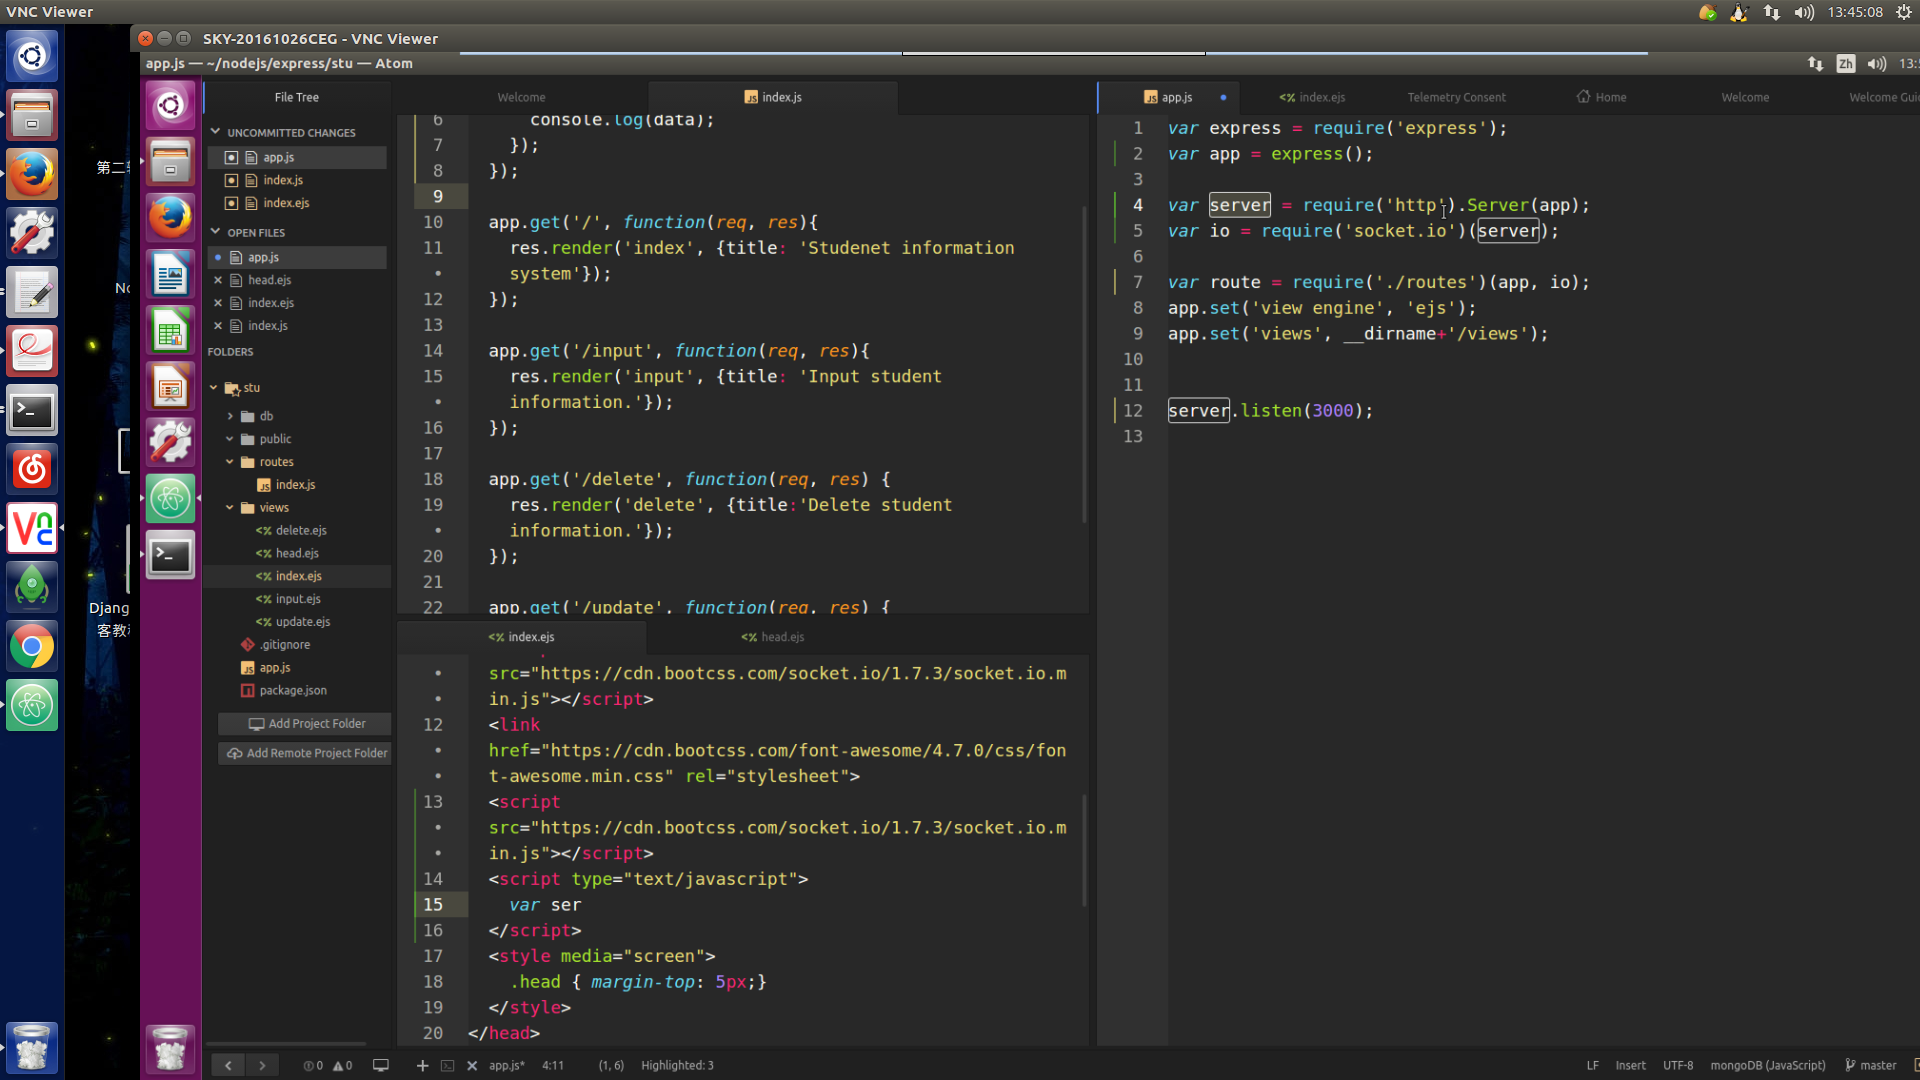 VNC Viewer
13:45:08
SKY-20161026CEG - VNC Viewer
app.js — ~/nodejs/express/stu — Atom
Zh
File Tree
UNCOMMITTED CHANGES
app.js
index.js
index.ejs
OPEN FILES
app.js
head.ejs
index.ejs
index.js
FOLDERS
stu
db
public
routes
index.js
views
delete.ejs
head.ejs
index.ejs
input.ejs
update.ejs
.gitignore
app.js
package.json
Add Project Folder
Add Remote Project Folder
Welcome
index.js
6 console.log(data);
7 });
8 });
9
10 app.get('/', function(req, res){
11 res.render('index', {title: 'Studenet information
• system'});
12 });
13
14 app.get('/input', function(req, res){
15 res.render('input', {title: 'Input student
• information.'});
16 });
17
18 app.get('/delete', function(req, res) {
19 res.render('delete', {title:'Delete student
• information.'});
20 });
21
22 app.get('/update', function(req, res) {
index.ejs
head.ejs
• src="https://cdn.bootcss.com/socket.io/1.7.3/socket.io.m
• in.js"></script>
12 <link
• href="https://cdn.bootcss.com/font-awesome/4.7.0/css/fon
• t-awesome.min.css" rel="stylesheet">
13 <script
• src="https://cdn.bootcss.com/socket.io/1.7.3/socket.io.m
• in.js"></script>
14 <script type="text/javascript">
15 var ser
16 </script>
17 <style media="screen">
18 .head { margin-top: 5px;}
19 </style>
20 </head>
app.js
index.ejs
Telemetry Consent
Home
Welcome
Welcome Gui
1 var express = require('express');
2 var app = express();
3
4 var server = require('http').Server(app);
5 var io = require('socket.io')(server);
6
7 var route = require('./routes')(app, io);
8 app.set('view engine', 'ejs');
9 app.set('views', __dirname+'/views');
10
11
12 server.listen(3000);
13
0 0
app.js* 4:11 (1, 6) Highlighted: 3
LF Insert UTF-8 mongoDB (JavaScript) master
第二
No
Djang
客教